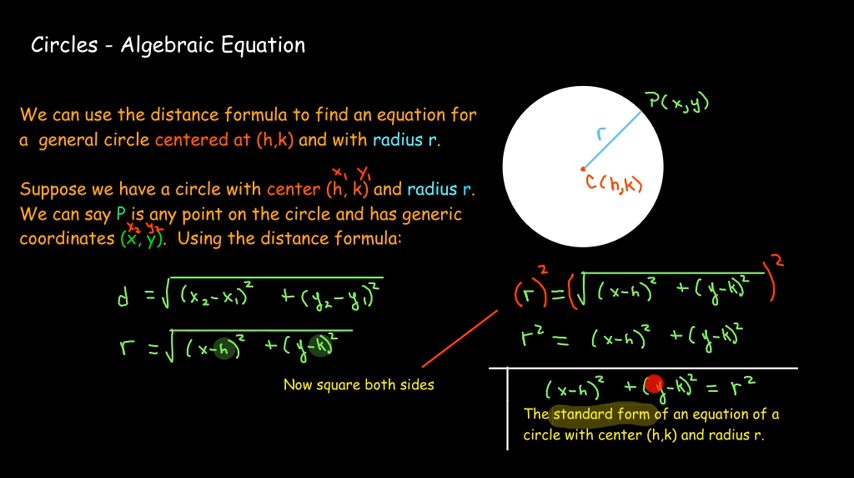 Circles - Algebraic Equation
We can use the distance formula to find an equation for
a general circle centered at (h,k) and with radius r.
x₁ y₁
Suppose we have a circle with center (h, k) and radius r.
We can say P is any point on the circle and has generic
x₂ y₂
coordinates (x, y). Using the distance formula:
d = √((x₂-x₁)² + (y₂-y₁)²)
r = √((x-h)² + (y-k)²)
Now square both sides
P(x,y)
r
C(h,k)
(r)² = (√((x-h)² + (y-k)²))²
r² = (x-h)² + (y-k)²
(x-h)² + (y-k)² = r²
The standard form of an equation of a
circle with center (h,k) and radius r.